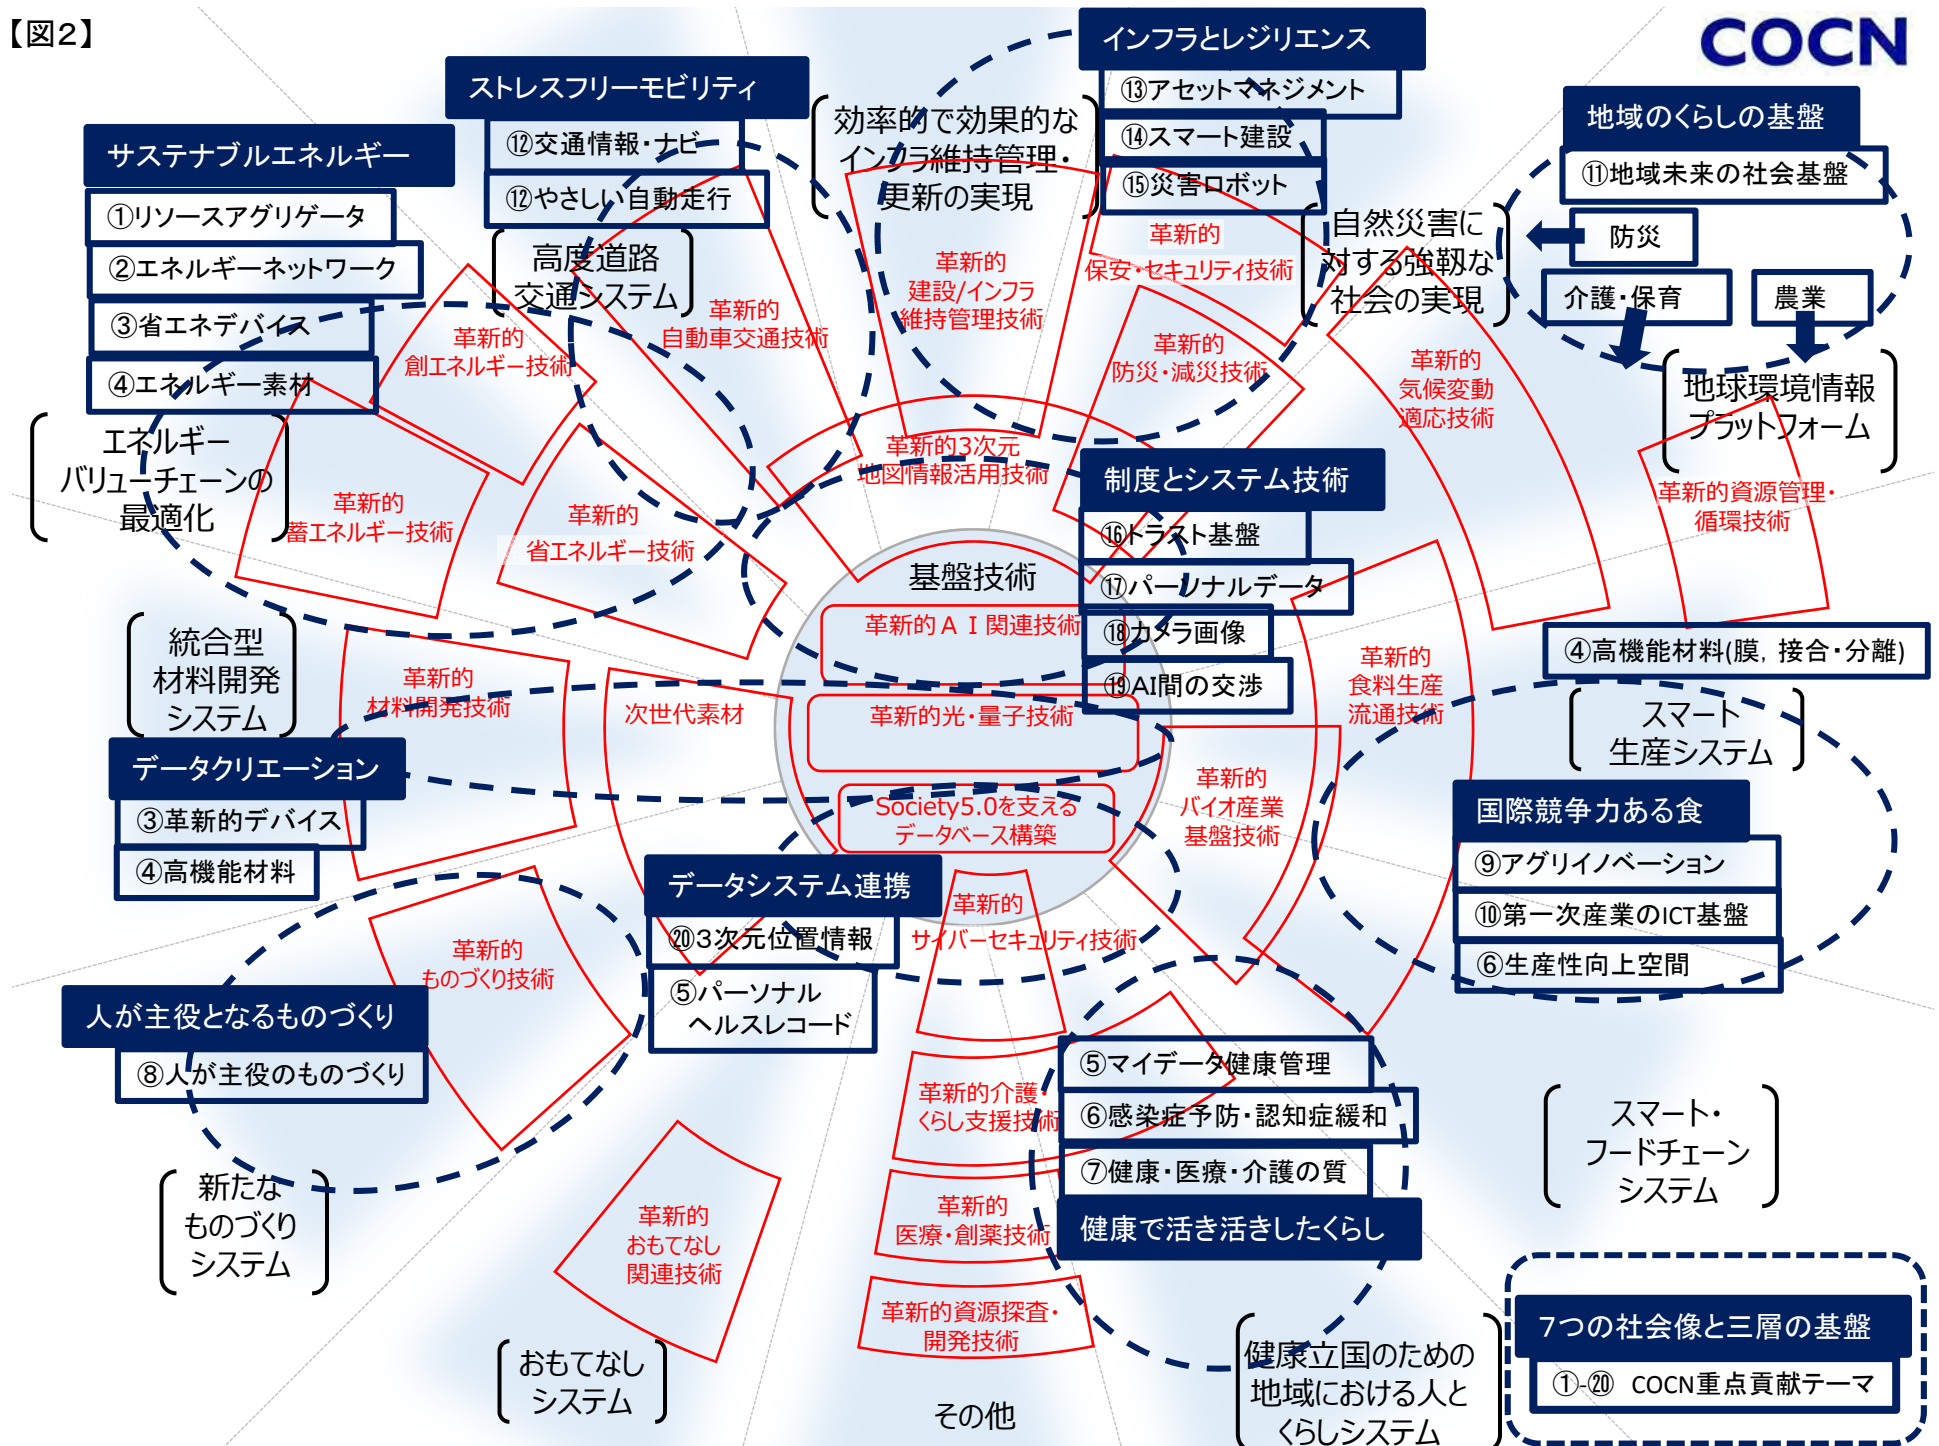 【図2】
COCN
インフラとレジリエンス
⑬アセットマネジメント
⑭スマート建設
⑮災害ロボット
ストレスフリーモビリティ
⑫交通情報・ナビ
⑫やさしい自動走行
効率的で効果的な
インフラ維持管理・
更新の実現
地域のくらしの基盤
⑪地域未来の社会基盤
防災
介護・保育
農業
サステナブルエネルギー
①リソースアグリゲータ
②エネルギーネットワーク
③省エネデバイス
④エネルギー素材
高度道路
交通システム
自然災害に
対する強靱な
社会の実現
革新的
保安・セキュリティ技術
革新的
建設/インフラ
維持管理技術
革新的
自動車交通技術
革新的
創エネルギー技術
革新的
防災・減災技術
革新的
気候変動
適応技術
地球環境情報
プラットフォーム
エネルギー
バリューチェーンの
最適化
革新的
蓄エネルギー技術
革新的
省エネルギー技術
革新的3次元
地図情報活用技術
革新的資源管理・
循環技術
制度とシステム技術
⑯トラスト基盤
⑰パーソナルデータ
⑱カメラ画像
⑲AI間の交渉
基盤技術
革新的ＡＩ関連技術
革新的光・量子技術
Society5.0を支える
データベース構築
統合型
材料開発
システム
革新的
材料開発技術
次世代素材
革新的
食料生産
流通技術
④高機能材料(膜，接合・分離)
スマート
生産システム
データクリエーション
③革新的デバイス
④高機能材料
革新的
バイオ産業
基盤技術
国際競争力ある食
⑨アグリイノベーション
⑩第一次産業のICT基盤
⑥生産性向上空間
データシステム連携
⑳３次元位置情報
⑤パーソナル
ヘルスレコード
革新的
サイバーセキュリティ技術
革新的
ものづくり技術
人が主役となるものづくり
⑧人が主役のものづくり
⑤マイデータ健康管理
⑥感染症予防・認知症緩和
⑦健康・医療・介護の質
健康で活き活きしたくらし
革新的介護・
くらし支援技術
革新的
医療・創薬技術
革新的資源探査・
開発技術
スマート・
フードチェーン
システム
新たな
ものづくり
システム
革新的
おもてなし
関連技術
おもてなし
システム
その他
健康立国のための
地域における人と
くらしシステム
７つの社会像と三層の基盤
①-⑳ COCN重点貢献テーマ